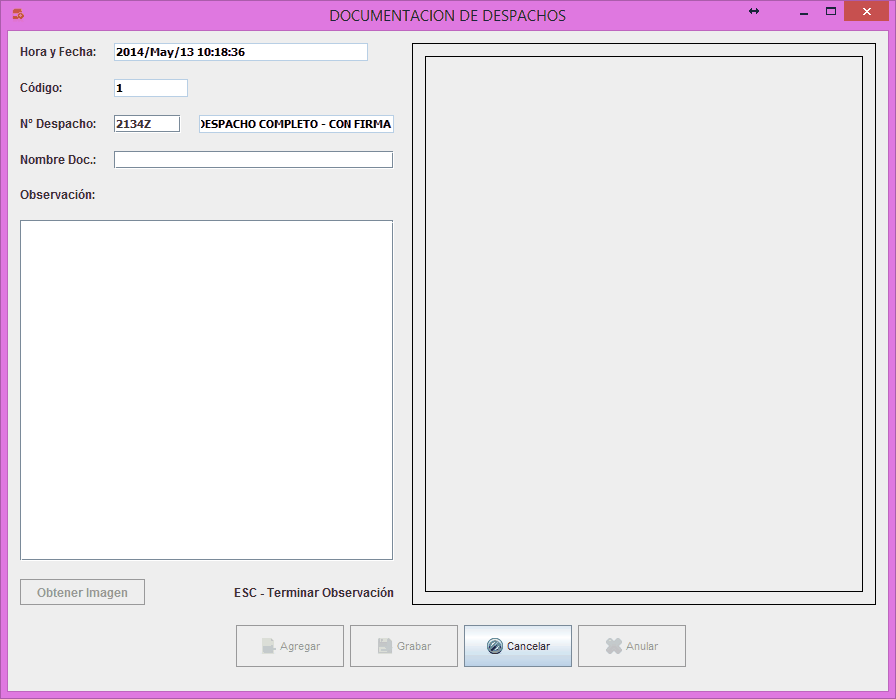 DOCUMENTACION DE DESPACHOS
Hora y Fecha: 2014/May/13 10:18:36
Código: 1
Nº Despacho: 2134Z DESPACHO COMPLETO - CON FIRMA
Nombre Doc.:
Observación:
Obtener Imagen ESC - Terminar Observación
Agregar Grabar Cancelar Anular